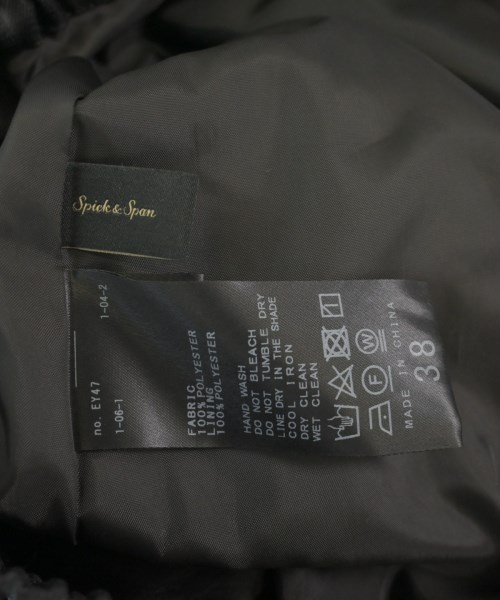 Spick & Span
1-04-2
no. EY47
1-06-1
FABRIC
100% POLYESTER
LINING
100% POLYESTER
HAND WASH
DO NOT BLEACH
DO NOT TUMBLE DRY
LINE DRY IN THE SHADE
COOL IRON
DRY CLEAN
WET CLEAN
F
W
MADE IN CHINA
38